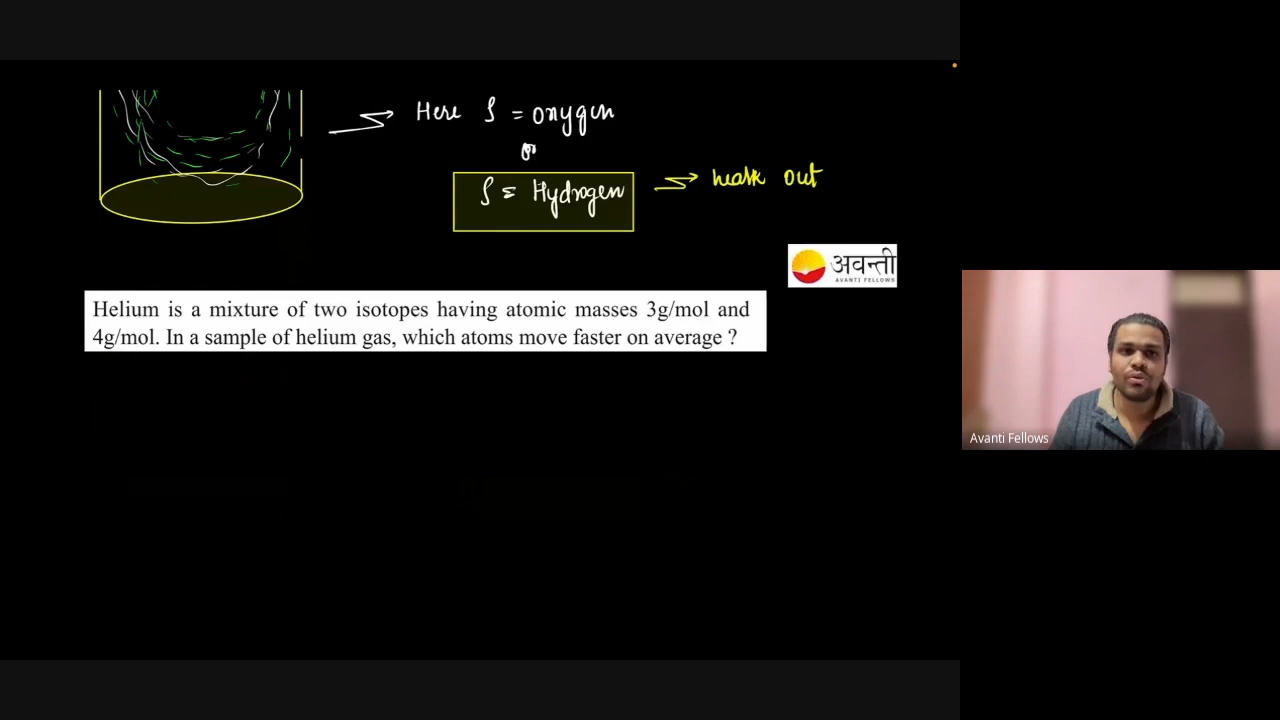 Here ρ = oxygen
or
ρ = Hydrogen
leak out
अवन्ती
AVANTI FELLOWS
Helium is a mixture of two isotopes having atomic masses 3g/mol and
4g/mol. In a sample of helium gas, which atoms move faster on average ?
Avanti Fellows